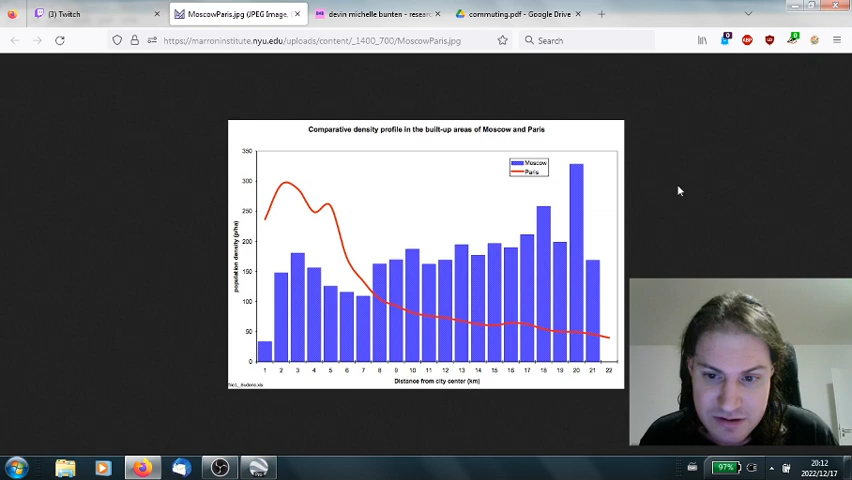 (3) Twitch
MoscowParis.jpg (JPEG Image,
devin michelle bunten - resear
commuting.pdf - Google Drive
https://marroninstitute.nyu.edu/uploads/content/_1400_700/MoscowParis.jpg
Search
0
0
Comparative density profile in the built-up areas of Moscow and Paris
350
300
250
200
150
100
50
0
population density (p/ha)
Moscow
Paris
1 2 3 4 5 6 7 8 9 10 11 12 13 14 15 16 17 18 19 20 21 22
Distance from city center (km)
97%
20:12
2022/12/17